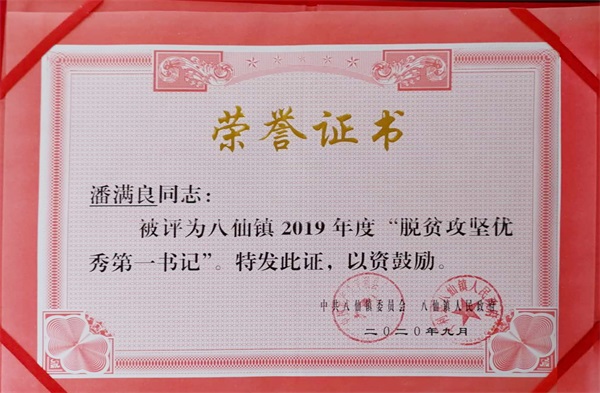 荣誉证书
潘满良同志：
被评为八仙镇2019年度“脱贫攻坚优
秀第一书记”。特发此证，以资鼓励。
中共八仙镇委员会 八仙镇人民政府
二〇二〇年九月